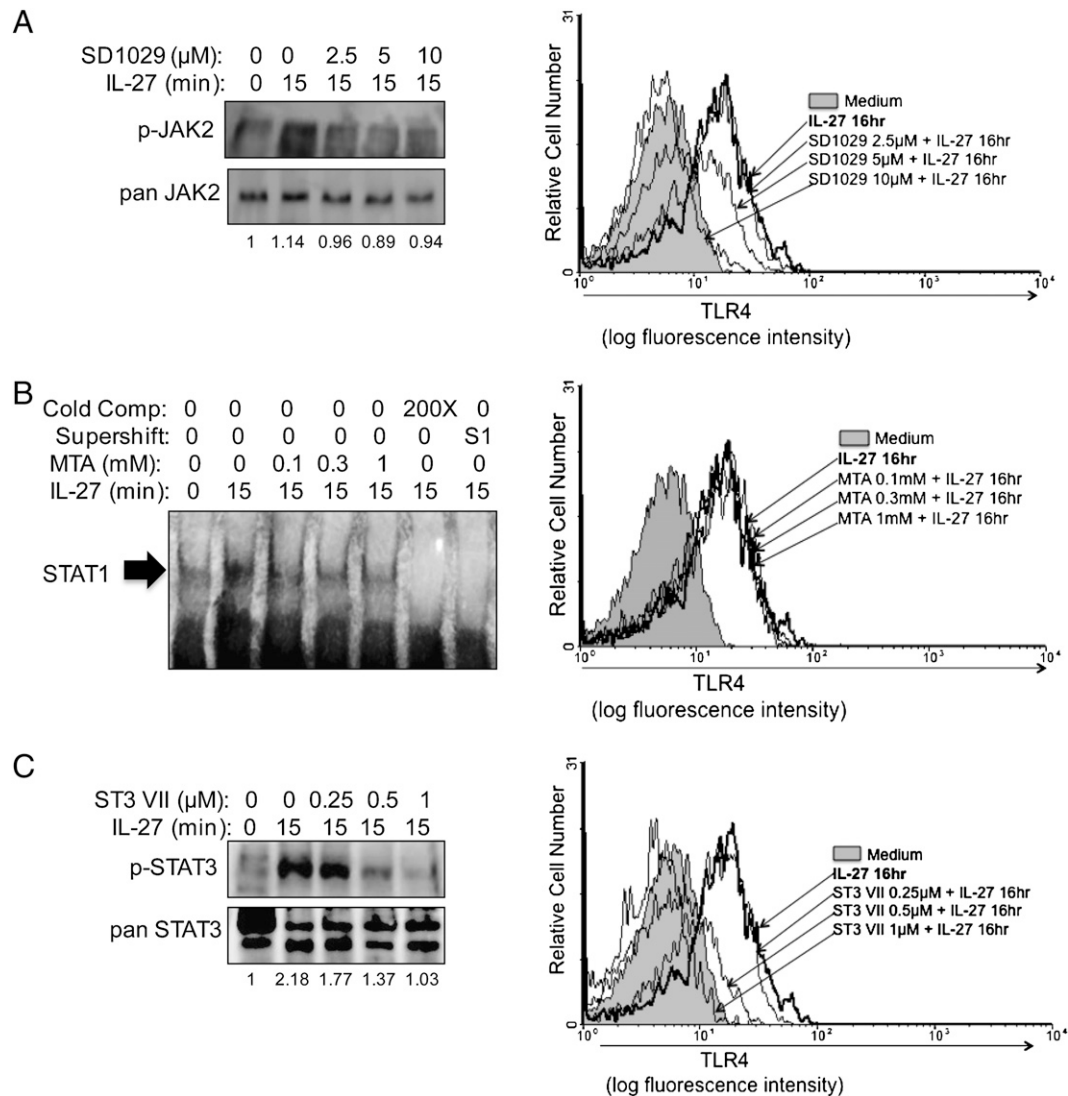 A
SD1029 (µM): 0 0 2.5 5 10
IL-27 (min): 0 15 15 15 15
p-JAK2
pan JAK2
1 1.14 0.96 0.89 0.94
31
Relative Cell Number
0
Medium
IL-27 16hr
SD1029 2.5µM + IL-27 16hr
SD1029 5µM + IL-27 16hr
SD1029 10µM + IL-27 16hr
10⁰ 10¹ 10² 10³ 10⁴
TLR4
(log fluorescence intensity)
B
Cold Comp: 0 0 0 0 0 200X 0
Supershift: 0 0 0 0 0 0 S1
MTA (mM): 0 0 0.1 0.3 1 0 0
IL-27 (min): 0 15 15 15 15 15 15
STAT1
31
Relative Cell Number
0
Medium
IL-27 16hr
MTA 0.1mM + IL-27 16hr
MTA 0.3mM + IL-27 16hr
MTA 1mM + IL-27 16hr
10⁰ 10¹ 10² 10³ 10⁴
TLR4
(log fluorescence intensity)
C
ST3 VII (µM): 0 0 0.25 0.5 1
IL-27 (min): 0 15 15 15 15
p-STAT3
pan STAT3
1 2.18 1.77 1.37 1.03
31
Relative Cell Number
0
Medium
IL-27 16hr
ST3 VII 0.25µM + IL-27 16hr
ST3 VII 0.5µM + IL-27 16hr
ST3 VII 1µM + IL-27 16hr
10⁰ 10¹ 10² 10³ 10⁴
TLR4
(log fluorescence intensity)